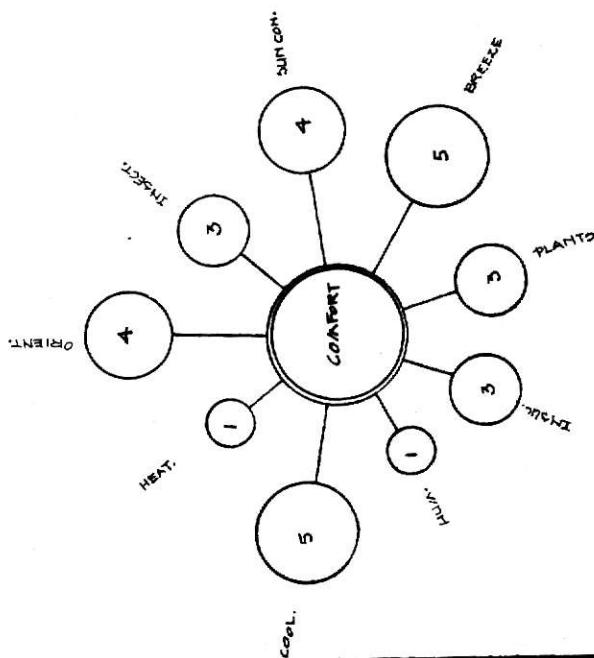 COMFORT
SUN CON.
4
BREEZE
5
PLANTS
3
INSUL.
3
HUM.
1
COOL.
5
HEAT.
1
ORIENT.
4
INSECT.
3